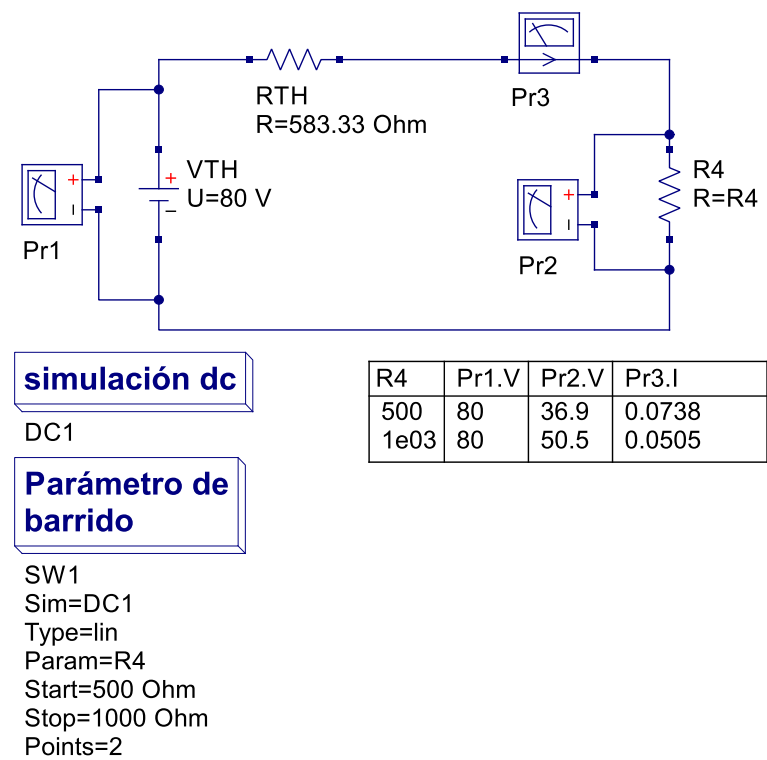 RTH
R=583.33 Ohm
Pr3
VTH
U=80 V
+
−
Pr1
+
−
Pr2
+
−
R4
R=R4
simulación dc
DC1
R4 Pr1.V Pr2.V Pr3.I
500 80 36.9 0.0738
1e03 80 50.5 0.0505
Parámetro de
barrido
SW1
Sim=DC1
Type=lin
Param=R4
Start=500 Ohm
Stop=1000 Ohm
Points=2